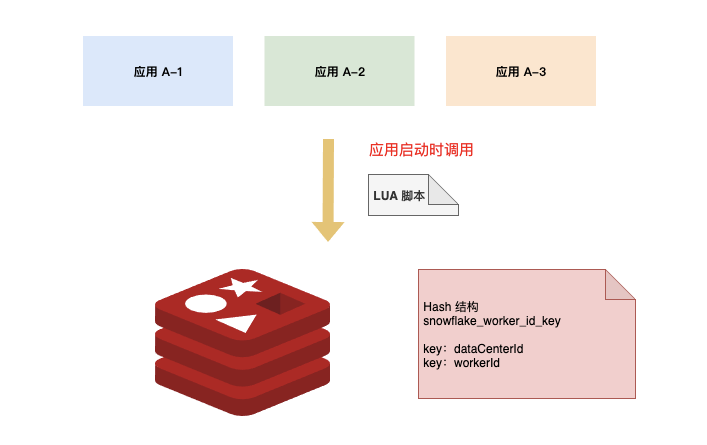 应用 A-1
应用 A-2
应用 A-3
应用启动时调用
LUA 脚本
Hash 结构
snowflake_worker_id_key
key：dataCenterId
key：workerId